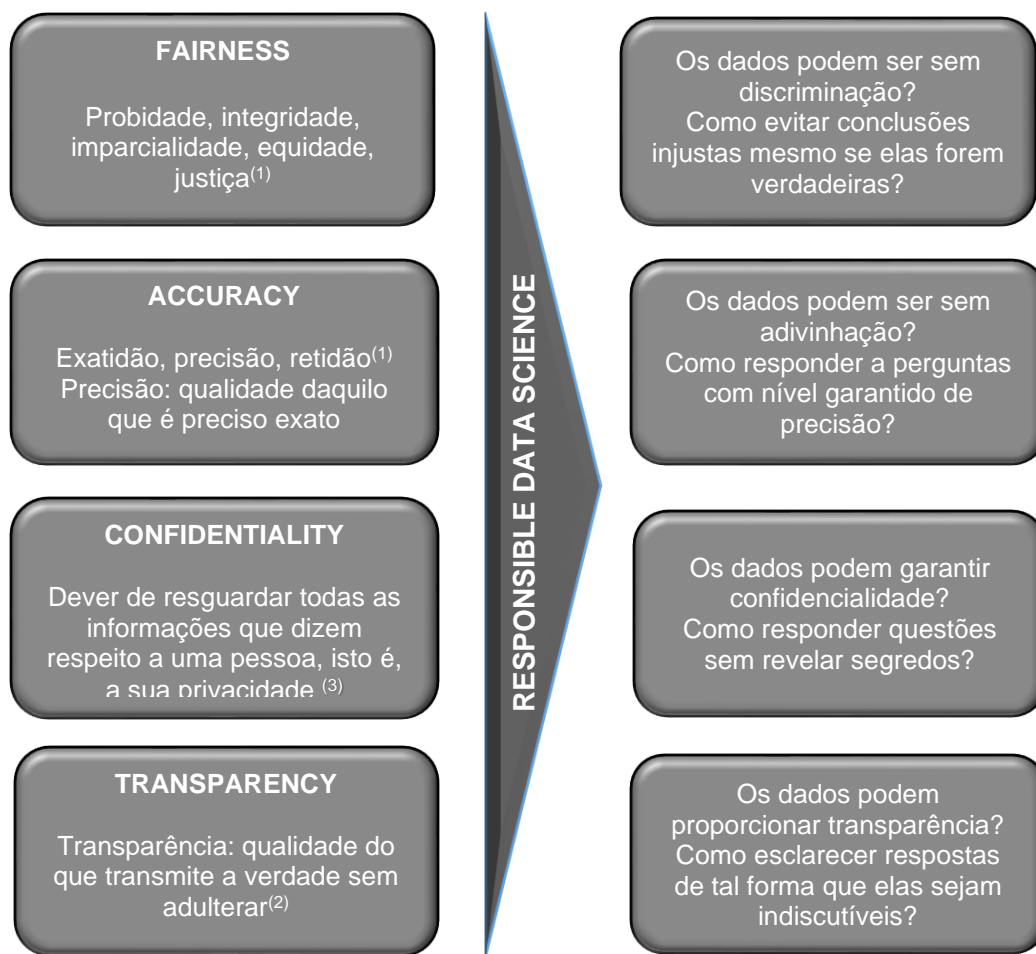 FAIRNESS
Probidade, integridade,
imparcialidade, equidade,
justiça(1)
ACCURACY
Exatidão, precisão, retidão(1)
Precisão: qualidade daquilo
que é preciso exato
CONFIDENTIALITY
Dever de resguardar todas as
informações que dizem
respeito a uma pessoa, isto é,
a sua privacidade (3)
TRANSPARENCY
Transparência: qualidade do
que transmite a verdade sem
adulterar(2)
RESPONSIBLE DATA SCIENCE
Os dados podem ser sem
discriminação?
Como evitar conclusões
injustas mesmo se elas forem
verdadeiras?
Os dados podem ser sem
adivinhação?
Como responder a perguntas
com nível garantido de
precisão?
Os dados podem garantir
confidencialidade?
Como responder questões
sem revelar segredos?
Os dados podem
proporcionar transparência?
Como esclarecer respostas
de tal forma que elas sejam
indiscutíveis?